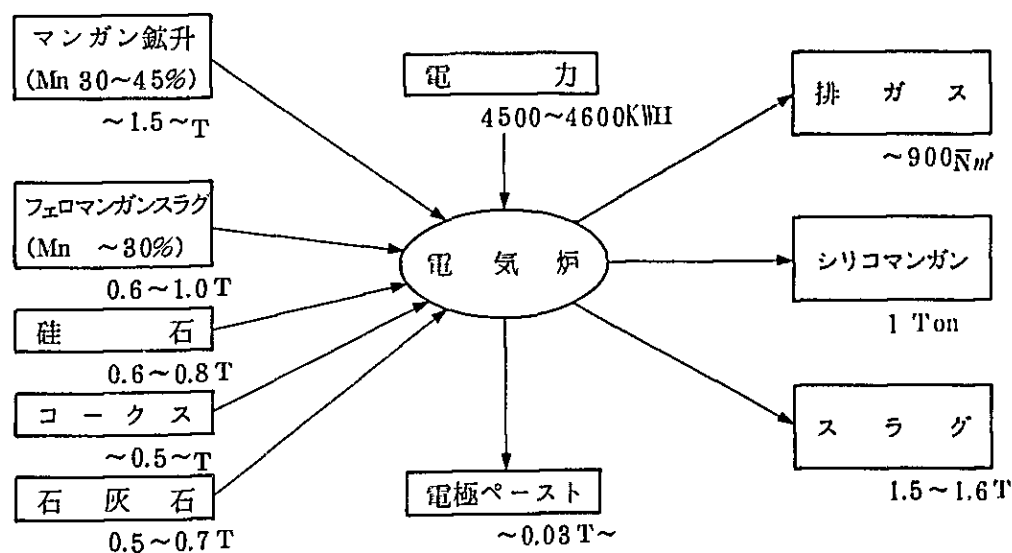 マンガン鉱升
(Mn 30～45%)
～1.5～T
フェロマンガンスラグ
(Mn ～30%)
0.6～1.0T
硅石
0.6～0.8T
コークス
～0.5～T
石灰石
0.5～0.7T
電力
4500～4600KWH
電気炉
電極ペースト
～0.03T～
排ガス
～900Nm³
シリコマンガン
1 Ton
スラグ
1.5～1.6T